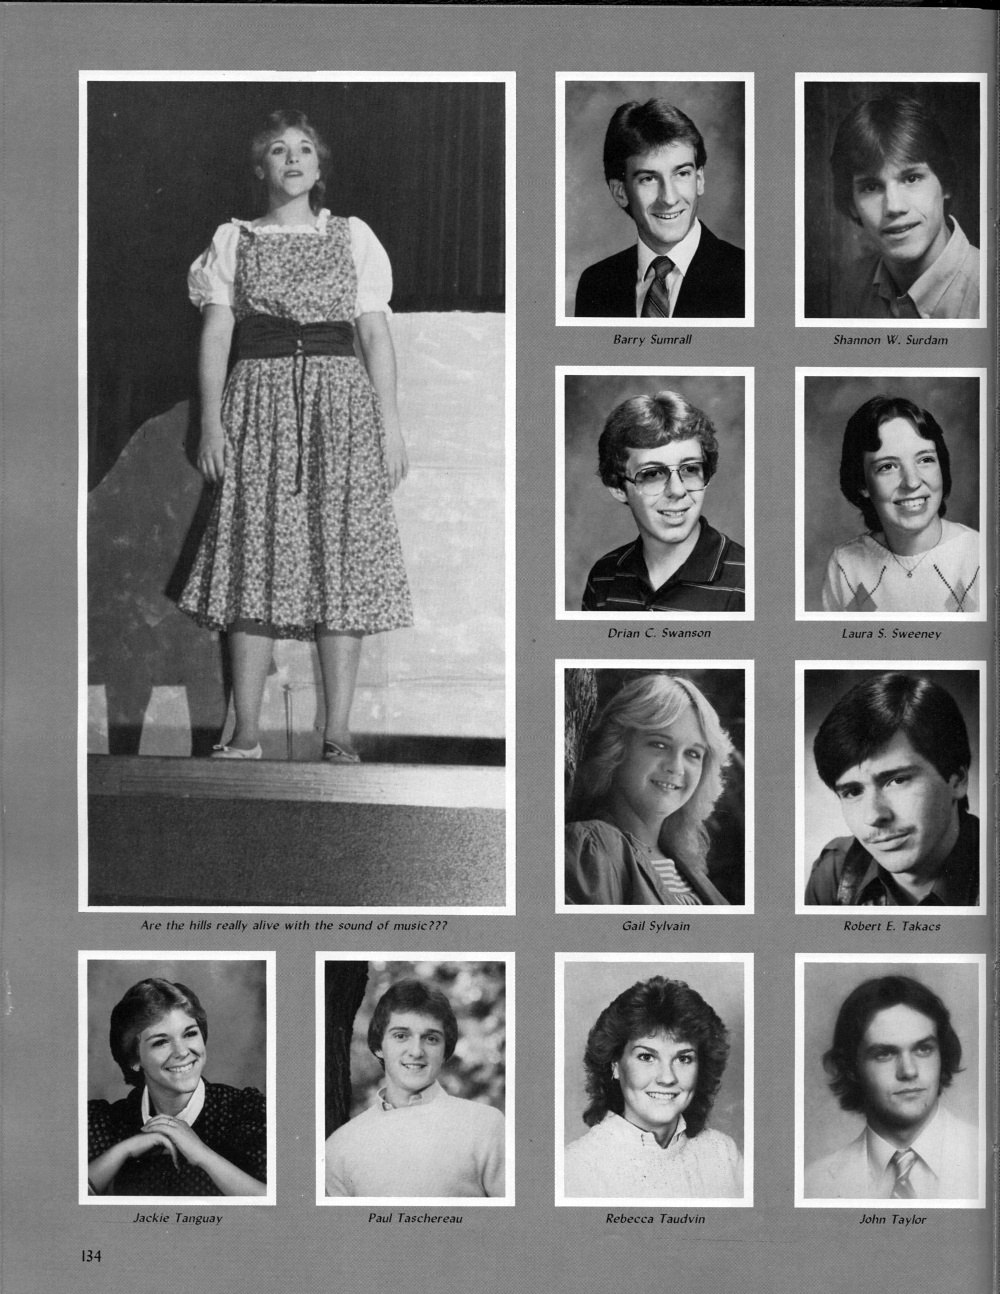 Barry Sumrall
Shannon W. Surdam
Drian C. Swanson
Laura S. Sweeney
Gail Sylvain
Robert E. Takacs
Are the hills really alive with the sound of music???
Jackie Tanguay
Paul Taschereau
Rebecca Taudvin
John Taylor
134